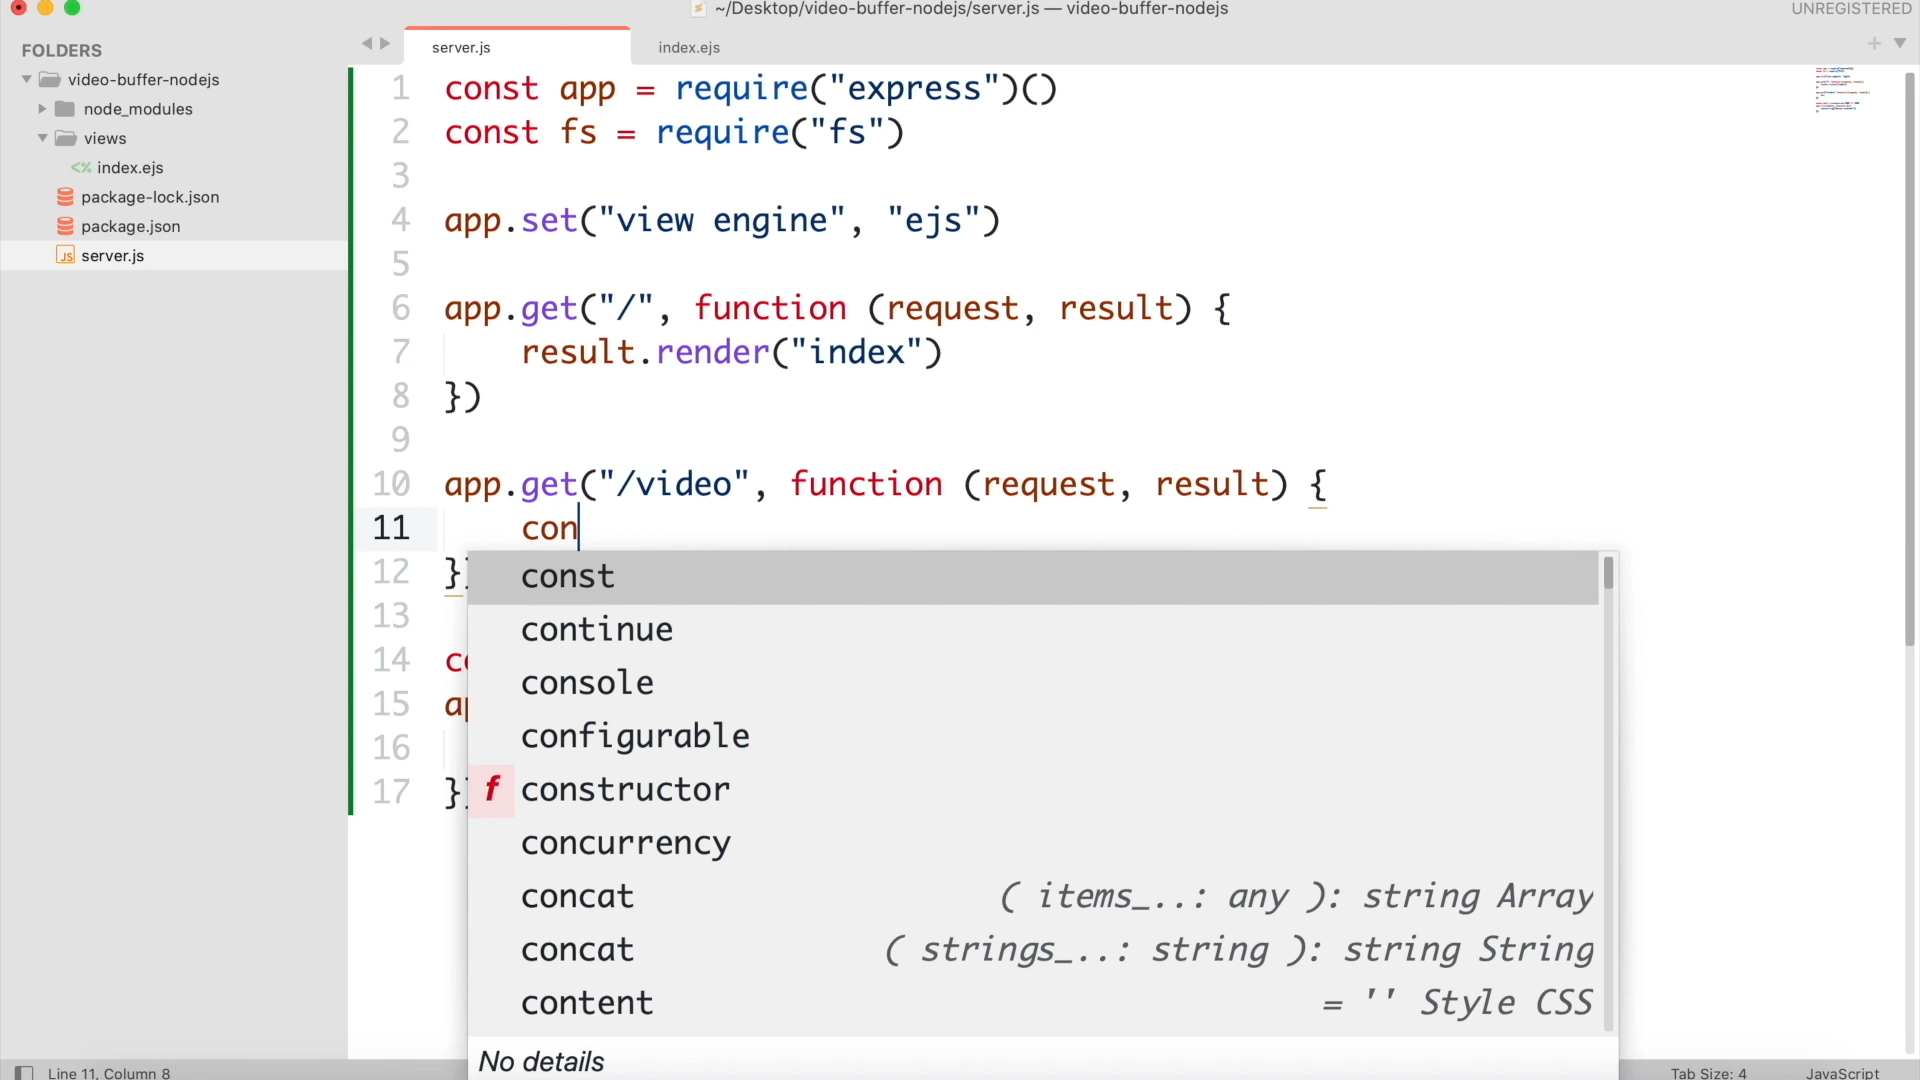 ~/Desktop/video-buffer-nodejs/server.js — video-buffer-nodejs
UNREGISTERED
FOLDERS
video-buffer-nodejs
node_modules
views
<% index.ejs
package-lock.json
package.json
JS server.js
server.js
index.ejs
1 const app = require("express")()
2 const fs = require("fs")
3
4 app.set("view engine", "ejs")
5
6 app.get("/", function (request, result) {
7 result.render("index")
8 })
9
10 app.get("/video", function (request, result) {
11 con
12 }
13
14 co
15 ap
16
17 }
const
continue
console
configurable
f constructor
concurrency
concat ( items_..: any ): string Array
concat ( strings_..: string ): string String
content = '' Style CSS
No details
Line 11, Column 8
Tab Size: 4
JavaScript